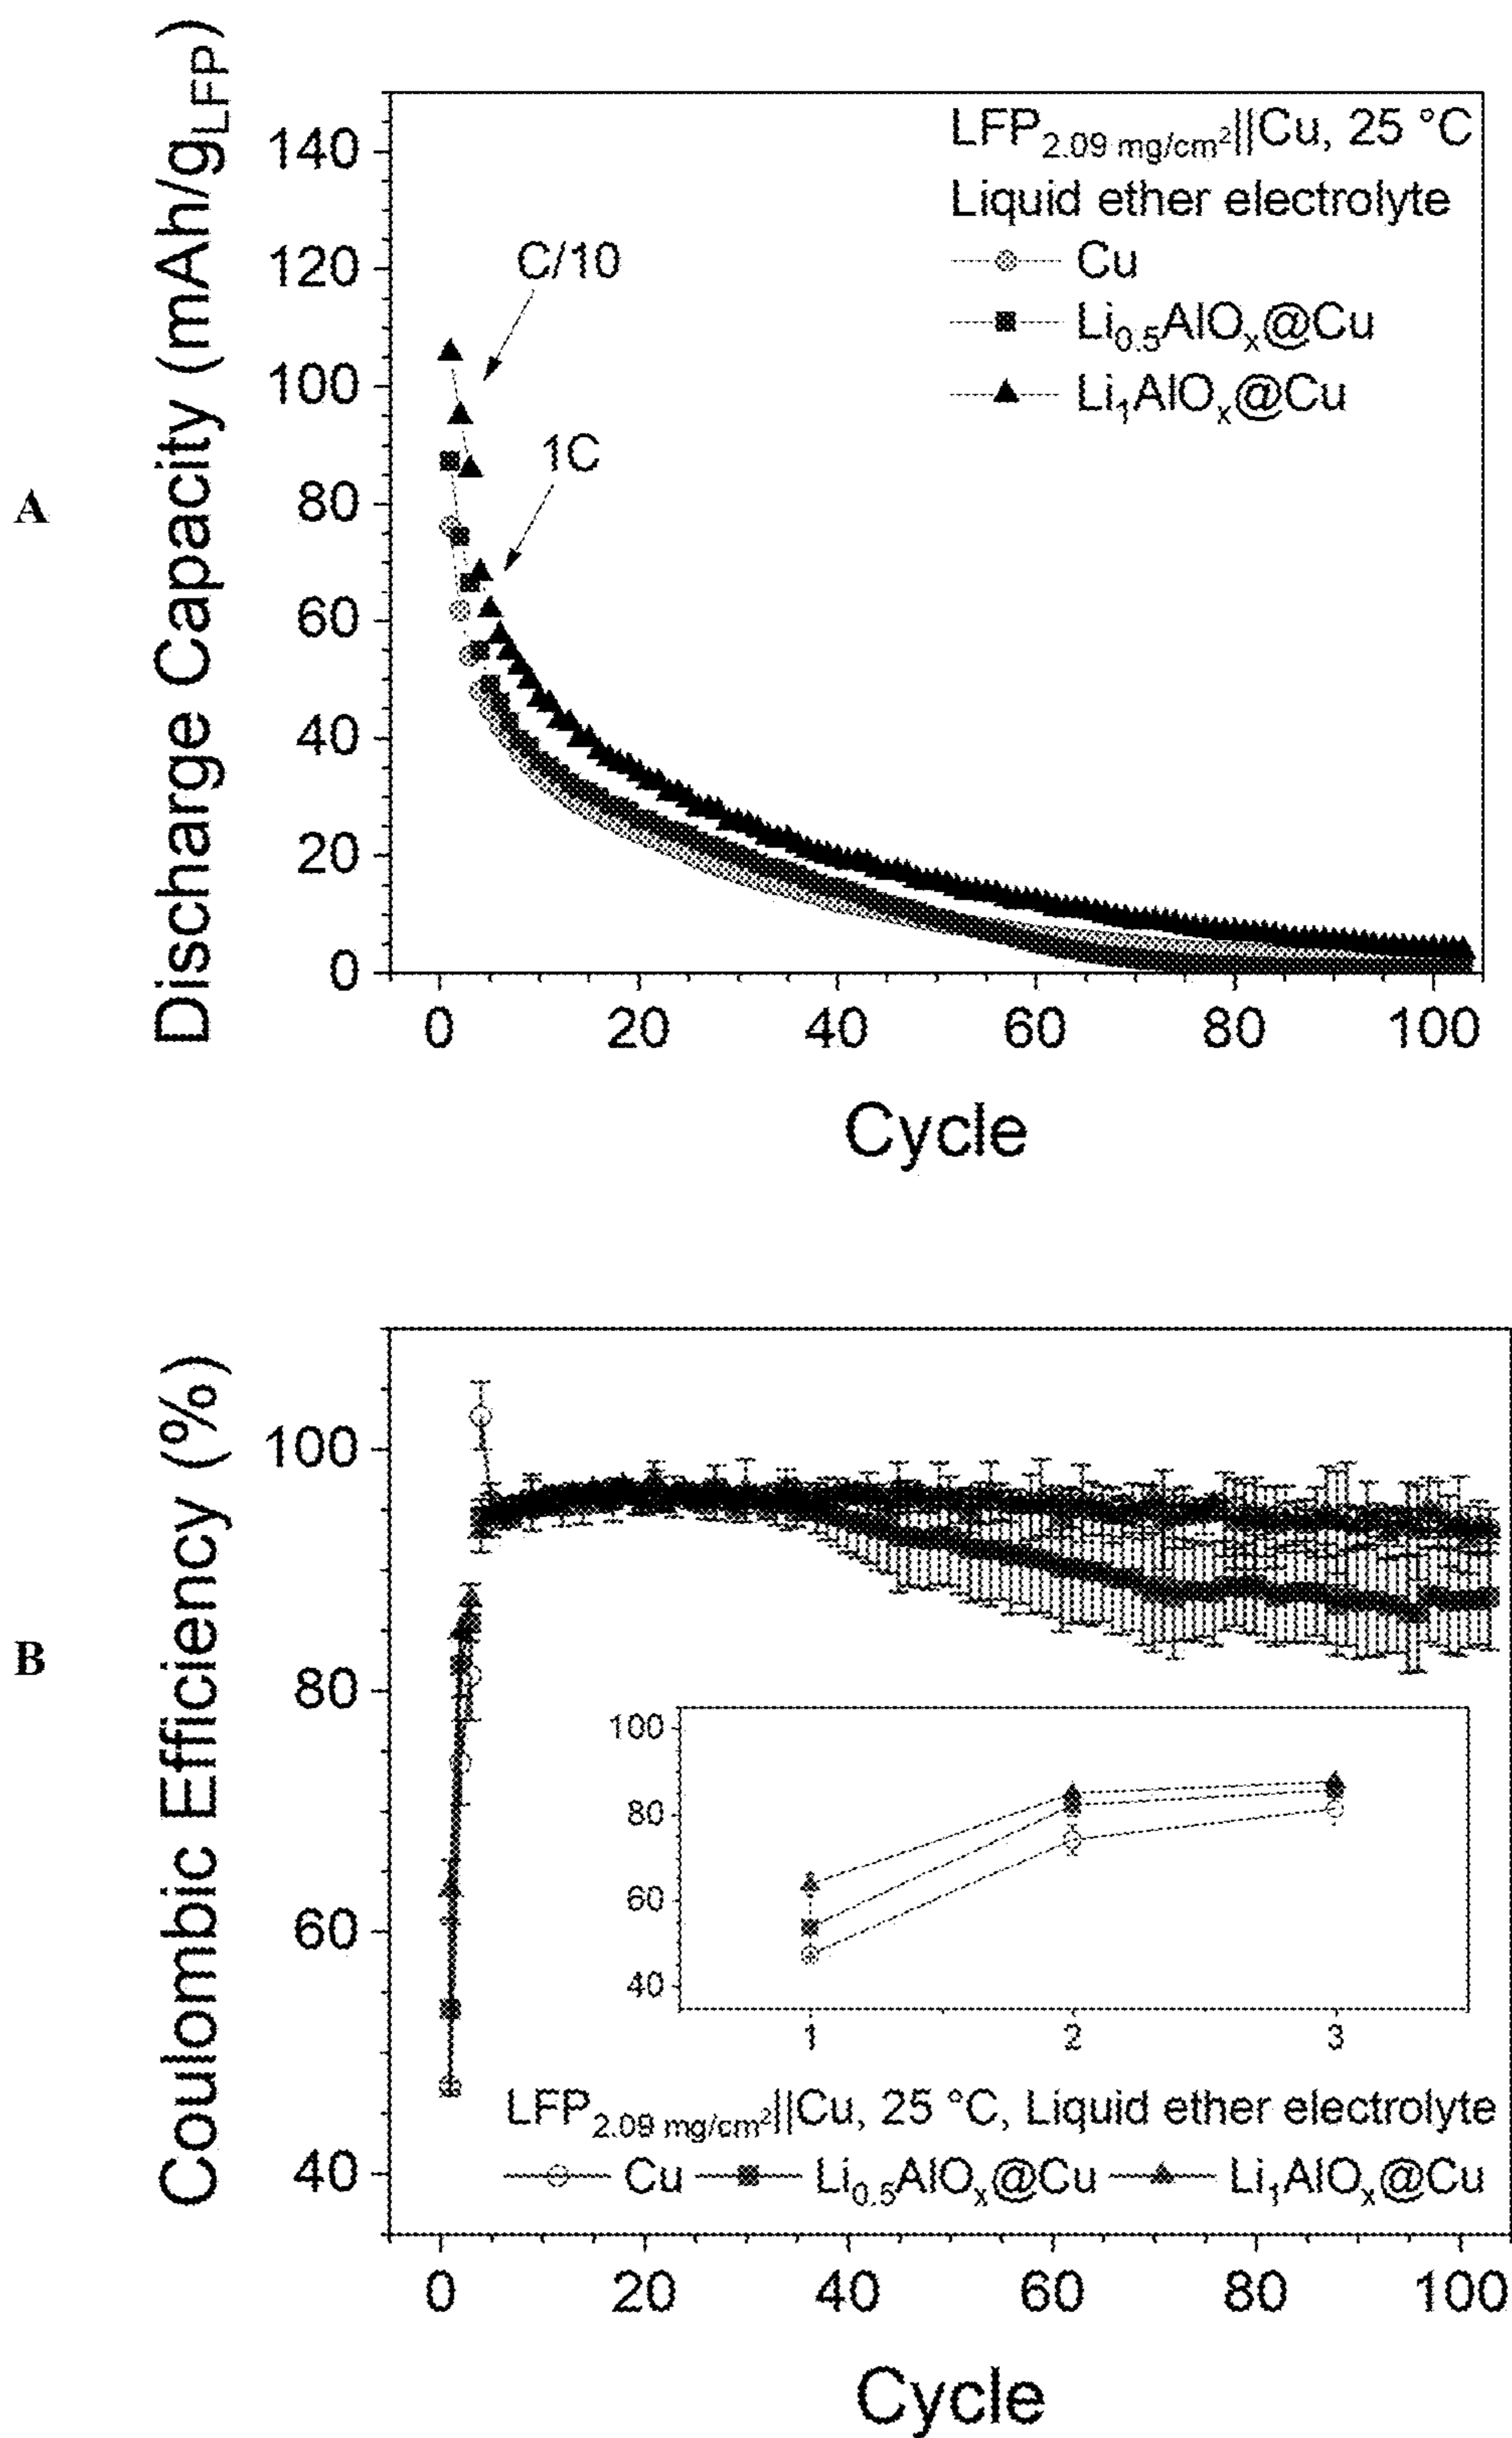 A
Discharge Capacity (mAh/gLFP)
140
120
100
80
60
40
20
0
LFP2.09 mg/cm2||Cu, 25 °C
Liquid ether electrolyte
Cu
Li0.5AlOx@Cu
Li1AlOx@Cu
C/10
1C
0 20 40 60 80 100
Cycle
B
Coulombic Efficiency (%)
100
80
60
40
100
80
60
40
1 2 3
LFP2.09 mg/cm2||Cu, 25 °C, Liquid ether electrolyte
Cu Li0.5AlOx@Cu Li1AlOx@Cu
0 20 40 60 80 100
Cycle